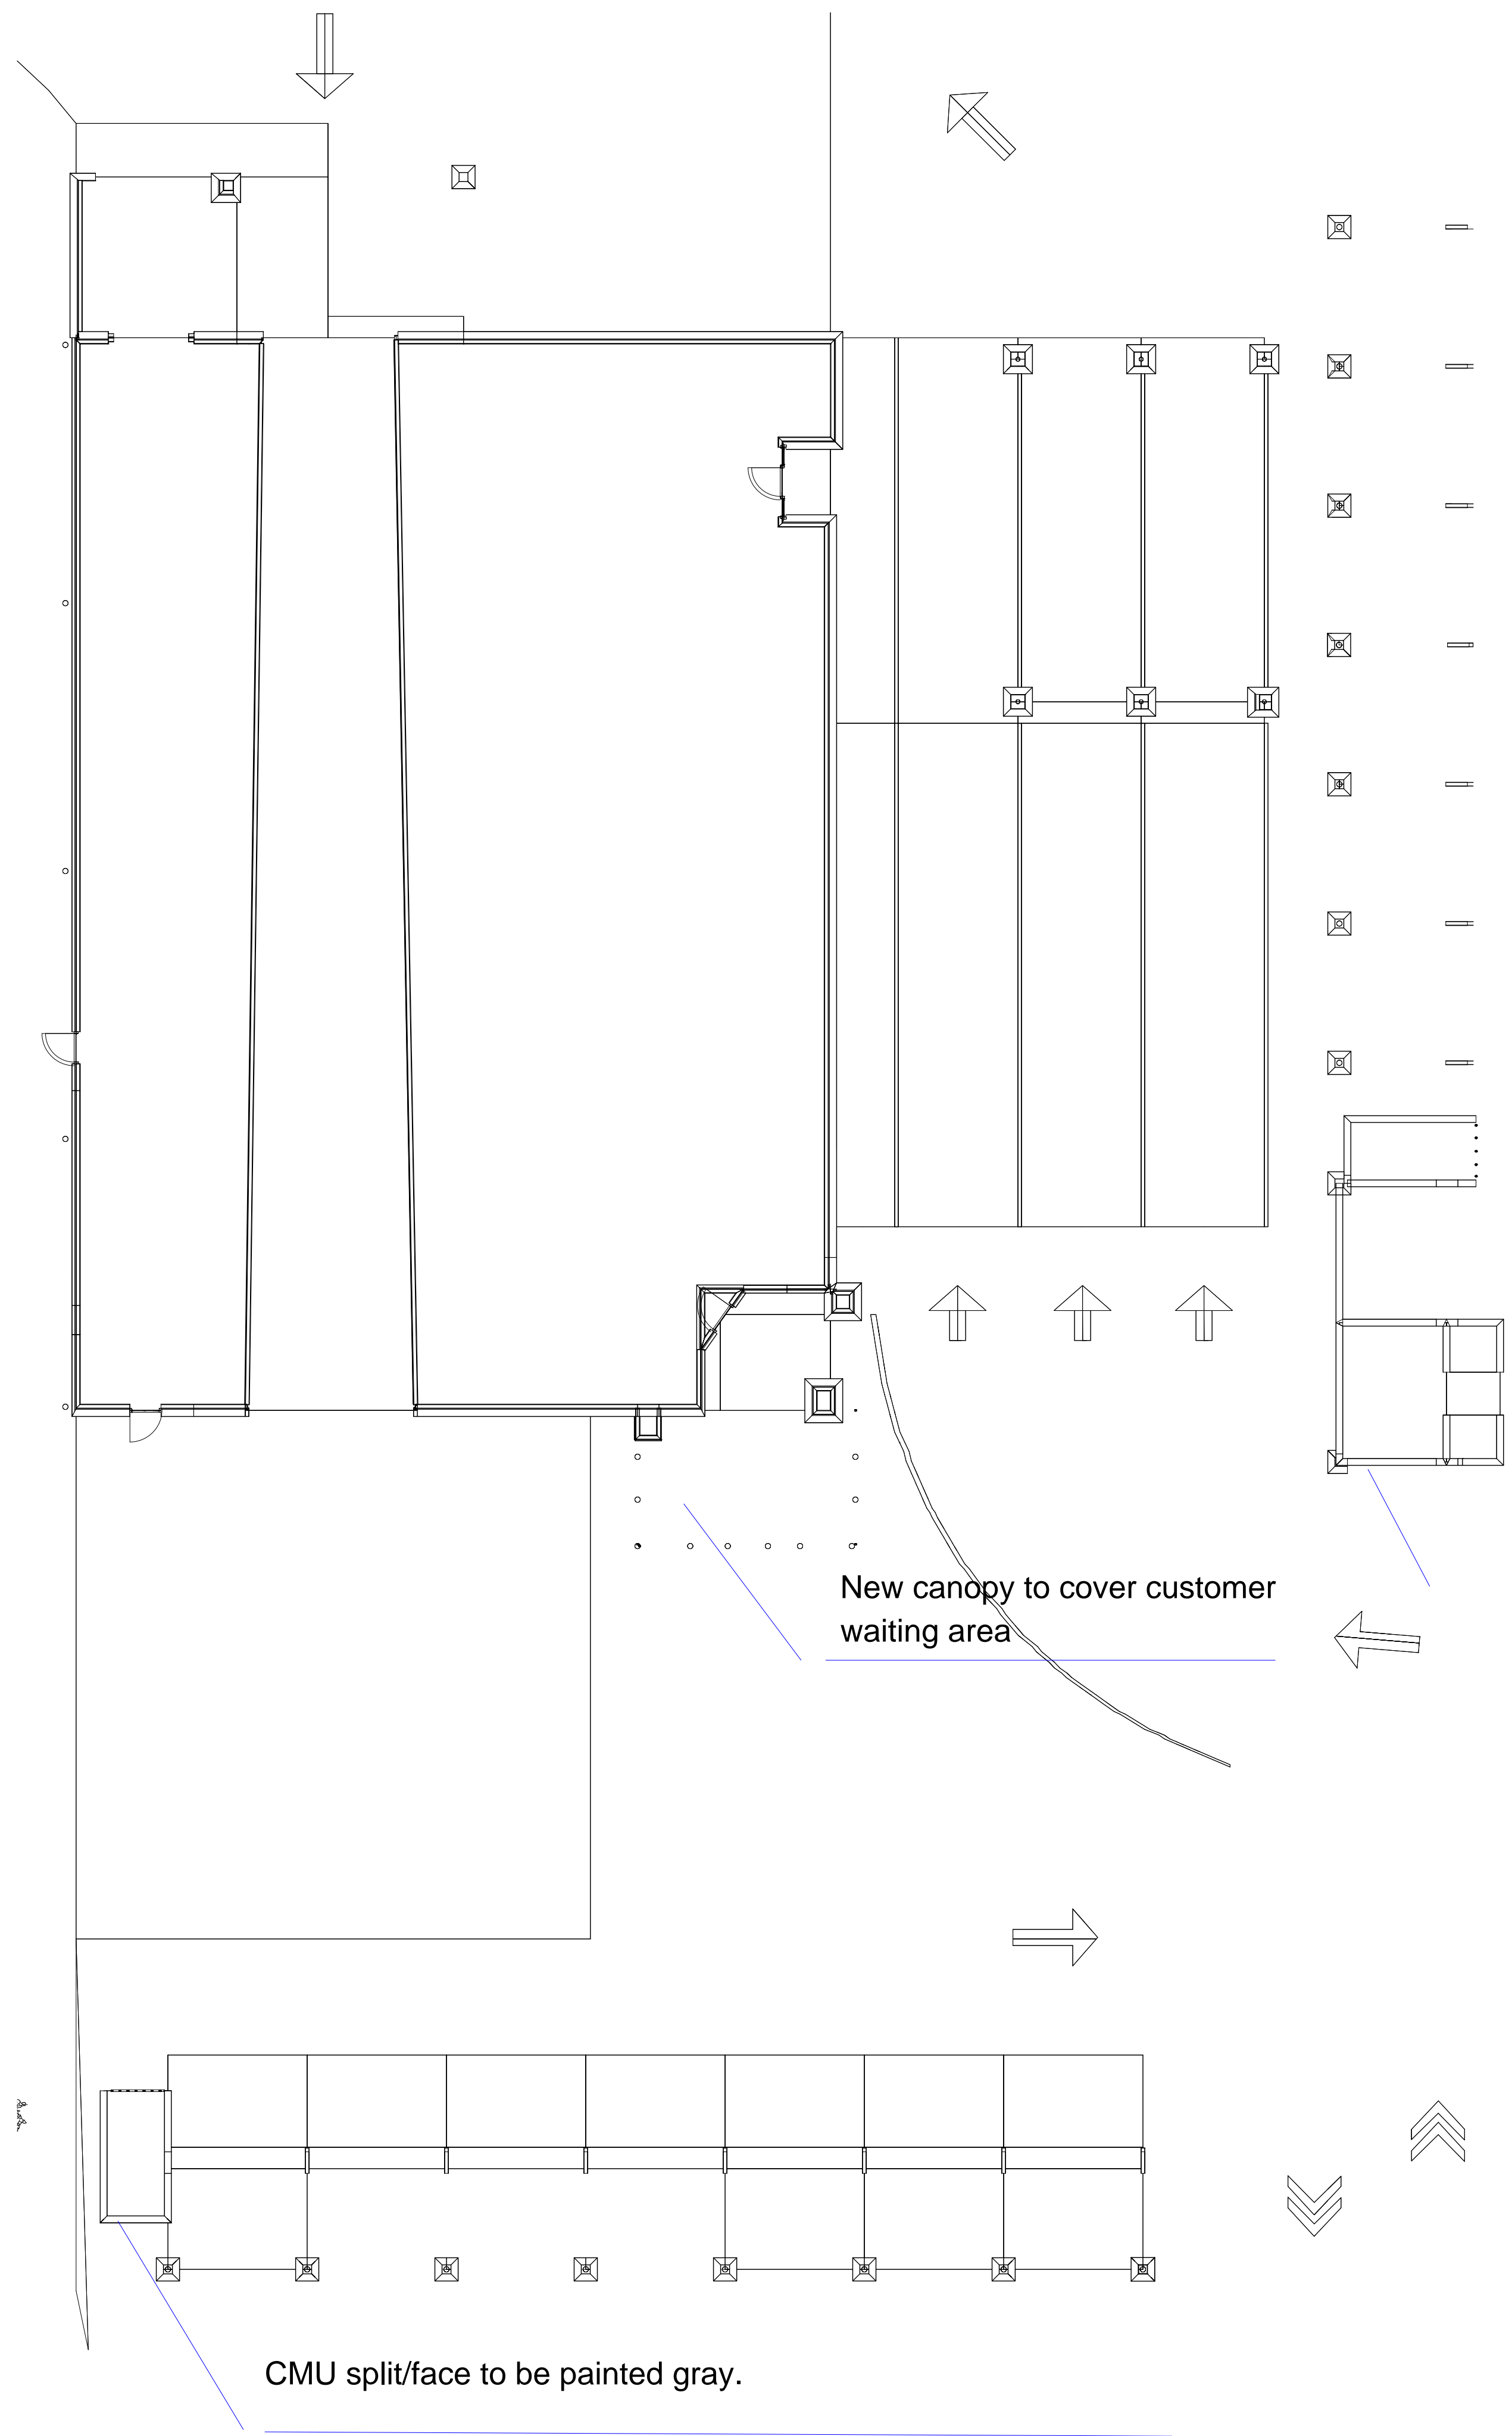 New canopy to cover customer
waiting area
CMU split/face to be painted gray.